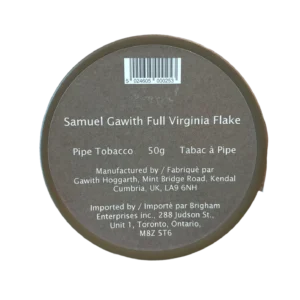 5 024605 000253
Samuel Gawith Full Virginia Flake
Pipe Tobacco 50g Tabac à Pipe
Manufactured by / Fabriqué par
Gawith Hoggarth, Mint Bridge Road, Kendal
Cumbria, UK, LA9 6NH
Imported by / Importé par Brigham
Enterprises inc., 288 Judson St.,
Unit 1, Toronto, Ontario,
M8Z 5T6